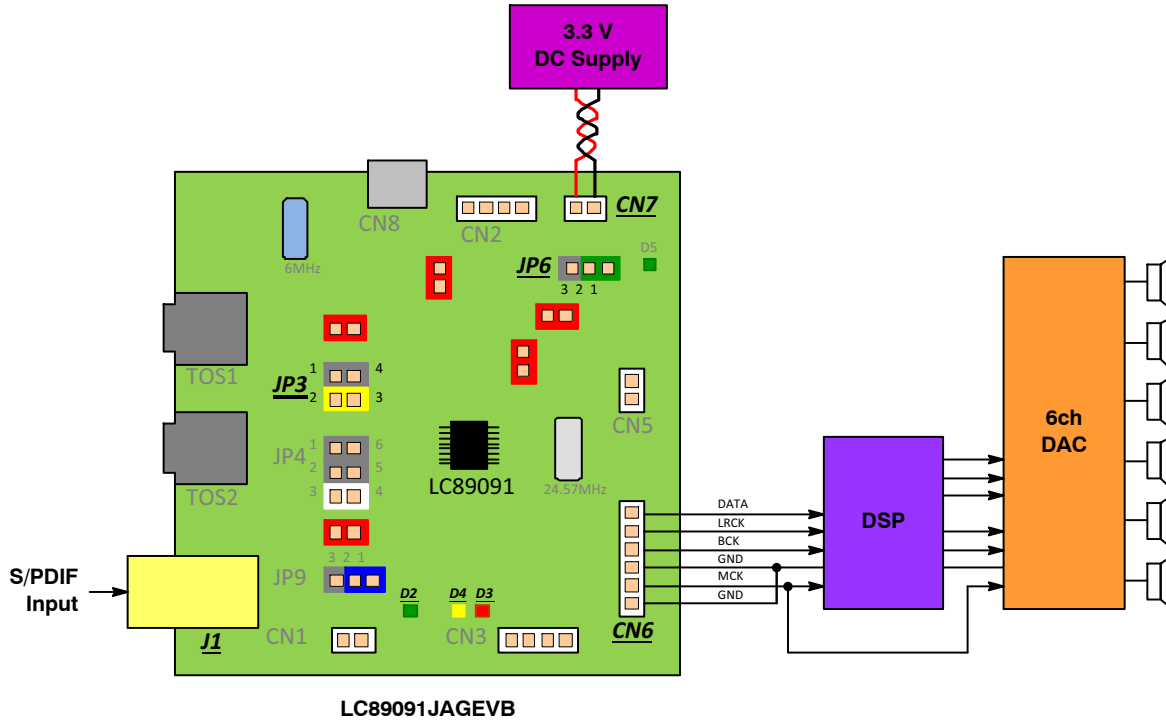 3.3 V
DC Supply
CN8
CN2
CN7
6MHz
JP6
D5
3 2 1
TOS1
1 4
JP3
2 3
CN5
6ch
DAC
JP4
1 6
2 5
3 4
TOS2
LC89091
24.57MHz
DSP
DATA
LRCK
BCK
GND
MCK
GND
S/PDIF
Input
3 2 1
JP9
D2
D4
D3
J1
CN1
CN3
CN6
LC89091JAGEVB